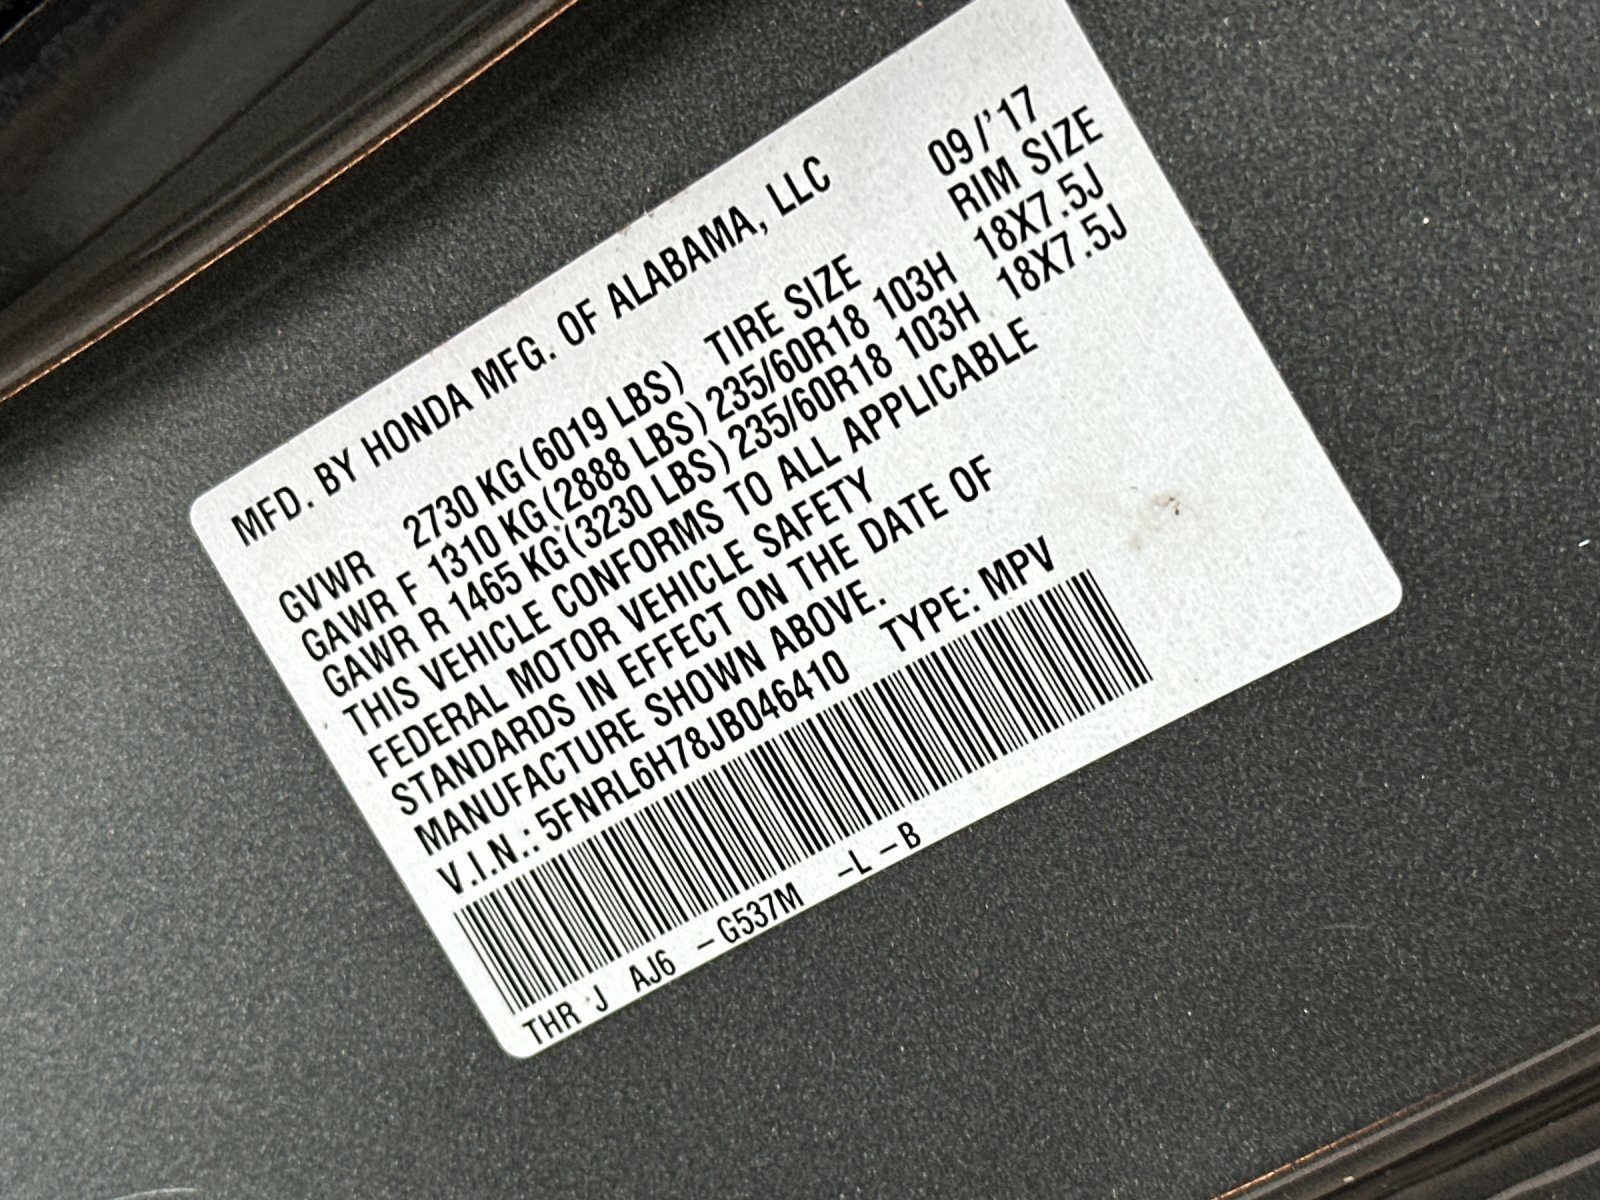 MFD. BY HONDA MFG. OF ALABAMA, LLC 09/'17
GVWR 2730 KG(6019 LBS) TIRE SIZE RIM SIZE
GAWR F 1310 KG(2888 LBS) 235/60R18 103H 18X7.5J
GAWR R 1465 KG(3230 LBS) 235/60R18 103H 18X7.5J
THIS VEHICLE CONFORMS TO ALL APPLICABLE
FEDERAL MOTOR VEHICLE SAFETY
STANDARDS IN EFFECT ON THE DATE OF
MANUFACTURE SHOWN ABOVE.
V.I.N.: 5FNRL6H78JB046410 TYPE: MPV
THR J AJ6 -G537M -L-B